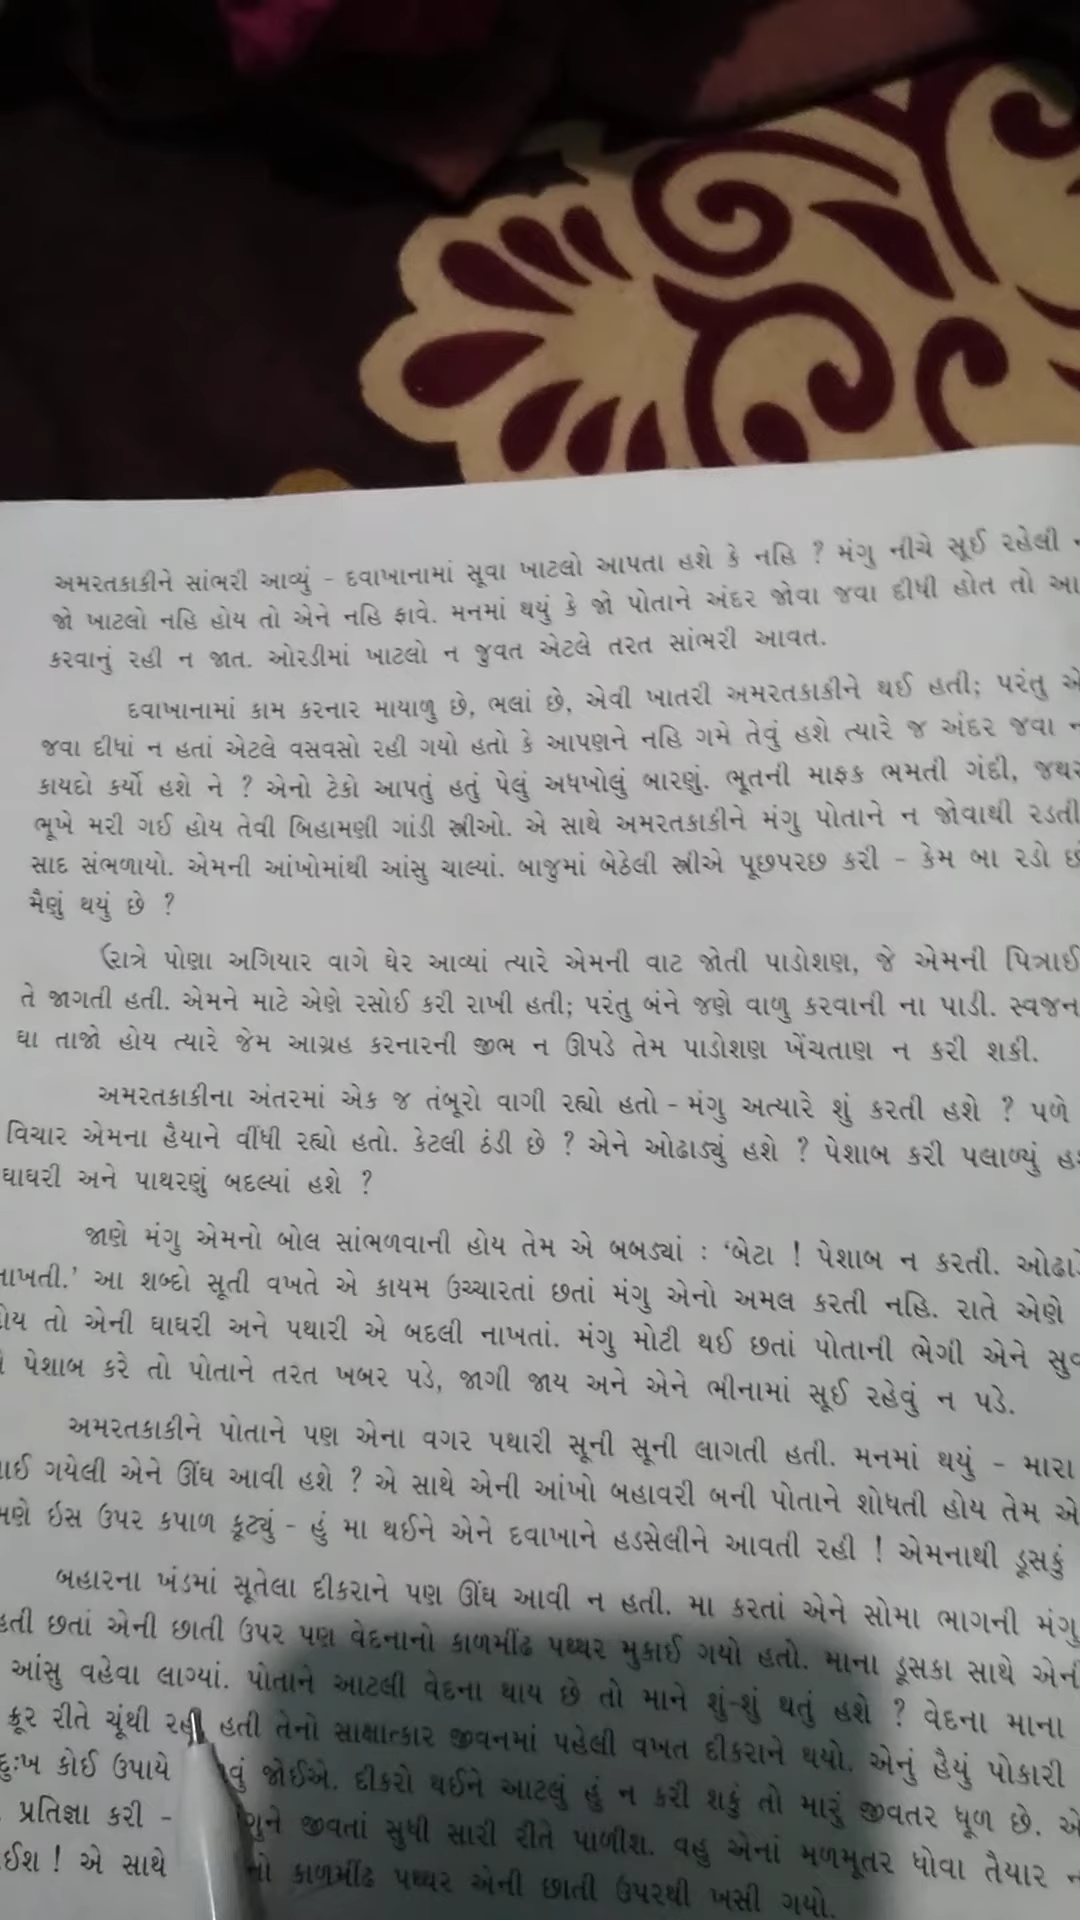 અમરતકાકીને સાંભરી આવ્યું - દવાખાનામાં સૂવા ખાટલો આપતા હશે કે નહિ ? મંગુ નીચે સૂઈ રહેલી
જો ખાટલો નહિ હોય તો એને નહિ ફાવે. મનમાં થયું કે જો પોતાને અંદર જોવા જવા દીધી હોત તો આ
કરવાનું રહી ન જાત. ઓરડીમાં ખાટલો ન જુવત એટલે તરત સાંભરી આવત.
દવાખાનામાં કામ કરનાર માયાળુ છે, ભલાં છે, એવી ખાતરી અમરતકાકીને થઈ હતી; પરંતુ એ
જવા દીધાં ન હતાં એટલે વસવસો રહી ગયો હતો કે આપણને નહિ ગમે તેવું હશે ત્યારે જ અંદર જવા ન
કાયદો કર્યો હશે ને ? એનો ટેકો આપતું હતું પેલું અધખોલું બારણું. ભૂતની માફક ભમતી ગંદી,
ભૂખે મરી ગઈ હોય તેવી બિહામણી ગાંડી સ્ત્રીઓ. એ સાથે અમરતકાકીને મંગુ પોતાને ન જોવાથી રડતી
સાદ સંભળાયો. એમની આંખોમાંથી આંસુ ચાલ્યાં. બાજુમાં બેઠેલી સ્ત્રીએ પૂછપરછ કરી - કેમ બા રડો
મૈણું થયું છે ?
રાત્રે પોણા અગિયાર વાગે ઘેર આવ્યાં ત્યારે એમની વાટ જોતી પાડોશણ, જે એમની પિત્રાઈ
તે જાગતી હતી. એમને માટે એણે રસોઈ કરી રાખી હતી; પરંતુ બંને જણે વાળુ કરવાની ના પાડી. સ્વજન
ઘા તાજો હોય ત્યારે જેમ આગ્રહ કરનારની જીભ ન ઊપડે તેમ પાડોશણ ખેંચતાણ ન કરી શકી.
અમરતકાકીના અંતરમાં એક જ તંબૂરો વાગી રહ્યો હતો - મંગુ અત્યારે શું કરતી હશે ? પળે
વિચાર એમના હૈયાને વીંધી રહ્યો હતો. કેટલી ઠંડી છે ? એને ઓઢાડ્યું હશે ? પેશાબ કરી પલાળ્યું
ઘાઘરી અને પાથરણું બદલ્યાં હશે ?
જાણે મંગુ એમનો બોલ સાંભળવાની હોય તેમ એ બબડ્યાં : ‘બેટા ! પેશાબ ન કરતી.
નાખતી.’ આ શબ્દો સૂતી વખતે એ કાયમ ઉચ્ચારતાં છતાં મંગુ એનો અમલ કરતી નહિ. રાતે એણે
હોય તો એની ઘાઘરી અને પથારી એ બદલી નાખતાં. મંગુ મોટી થઈ છતાં પોતાની ભેગી એને
પેશાબ કરે તો પોતાને તરત ખબર પડે, જાગી જાય અને એને ભીનામાં સૂઈ રહેવું ન પડે.
અમરતકાકીને પોતાને પણ એના વગર પથારી સૂની સૂની લાગતી હતી. મનમાં થયું - મારા
ગયેલી એને ઊંઘ આવી હશે ? એ સાથે એની આંખો બહાવરી બની પોતાને શોધતી હોય તેમ એ
ઇસ ઉપર કપાળ કૂટ્યું - હું મા થઈને એને દવાખાને હડસેલીને આવતી રહી ! એમનાથી ડૂસકું
બહારના ખંડમાં સૂતેલા દીકરાને પણ ઊંઘ આવી ન હતી. મા કરતાં એને સોમા ભાગની મંગુ
હતી છતાં એની છાતી ઉપર પણ વેદનાનો કાળમીંઢ પથ્થર મુકાઈ ગયો હતો. માના ડૂસકા સાથે એની
આંસુ વહેવા લાગ્યાં. પોતાને આટલી વેદના થાય છે તો માને શું-શું થતું હશે ? વેદના માના
ક્રૂર રીતે ચૂંથી રહી હતી તેનો સાક્ષાત્કાર જીવનમાં પહેલી વખત દીકરાને થયો. એનું હૈયું પોકારી
દુઃખ કોઈ ઉપાયે જોઈએ. દીકરો થઈને આટલું હું ન કરી શકું તો મારું જીવતર ધૂળ છે.
પ્રતિજ્ઞા કરી - જીવતાં સુધી સારી રીતે પાળીશ. વહુ એનાં મળમૂતર ધોવા તૈયાર
! એ સાથે કાળમીંઢ પથ્થર એની છાતી ઉપરથી ખસી ગયો.